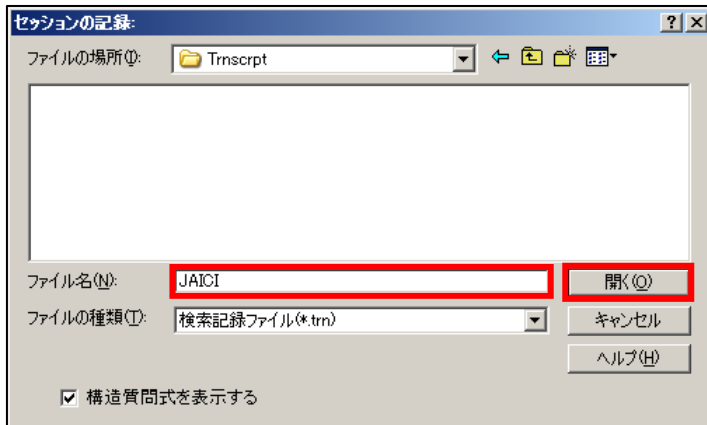 セッションの記録:
ファイルの場所(I):
Trnscrpt
ファイル名(N):
JAICI
開く(O)
ファイルの種類(T):
検索記録ファイル(*.trn)
キャンセル
ヘルプ(H)
構造質問式を表示する